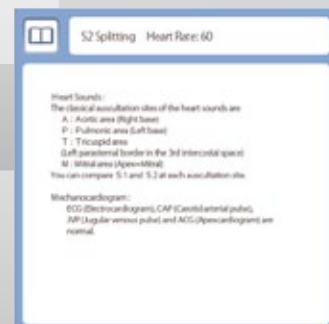 S2 Splitting Heart Rate: 60
Heart Sounds :
The classical auscultation sites of the heart sounds are
A : Aortic area (Right base)
P : Pulmonic area (Left base)
T : Tricuspid area
(Left parasternal border in the 3rd intercostal space)
M : Mitral area (Apex=Mitral)
You can compare S 1 and S 2 at each auscultation site.
Mechanocardiogram :
ECG (Electrocardiogram), CAP (Carotid arterial pulse),
JVP (Jugular venous pulse) and ACG (Apexcardiogram) are
normal.